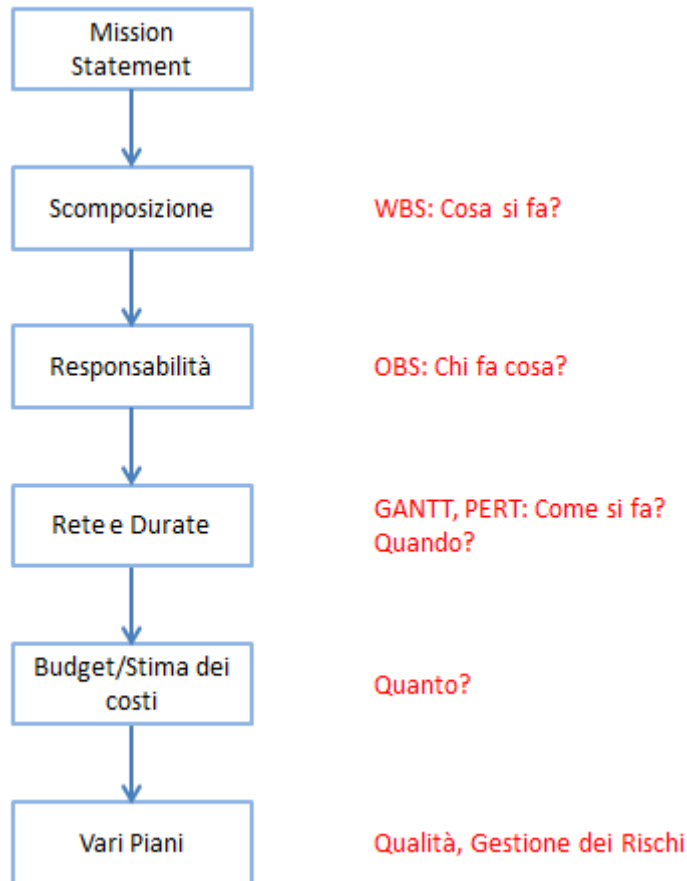 Mission
Statement
Scomposizione
WBS: Cosa si fa?
Responsabilità
OBS: Chi fa cosa?
Rete e Durate
GANTT, PERT: Come si fa?
Quando?
Budget/Stima dei
costi
Quanto?
Vari Piani
Qualità, Gestione dei Rischi